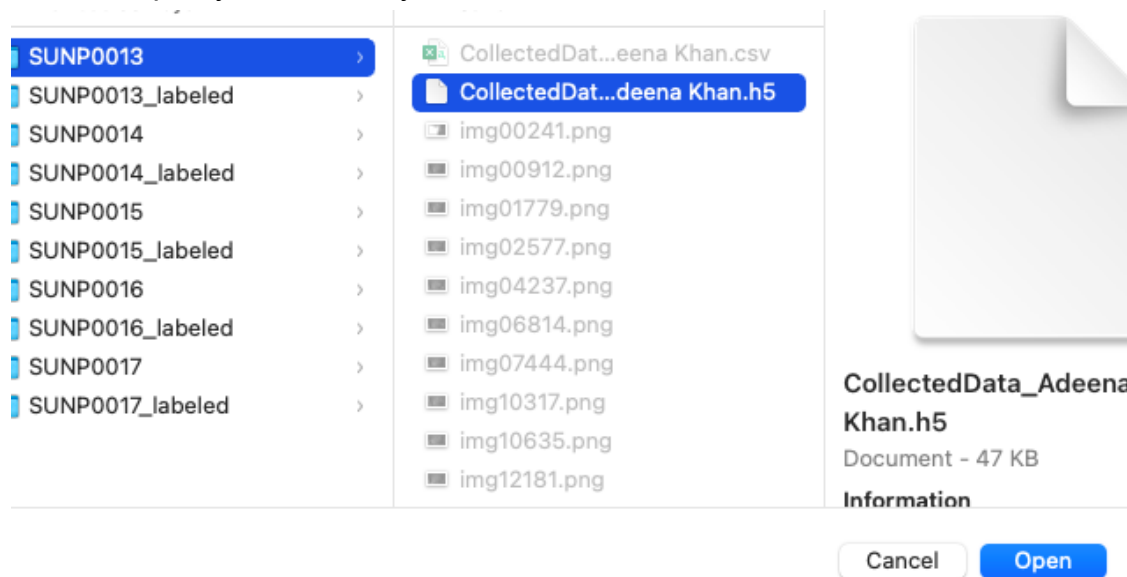 SUNP0013
SUNP0013_labeled
SUNP0014
SUNP0014_labeled
SUNP0015
SUNP0015_labeled
SUNP0016
SUNP0016_labeled
SUNP0017
SUNP0017_labeled
CollectedDat...eena Khan.csv
CollectedDat...deena Khan.h5
img00241.png
img00912.png
img01779.png
img02577.png
img04237.png
img06814.png
img07444.png
img10317.png
img10635.png
img12181.png
CollectedData_Adeena
Khan.h5
Document - 47 KB
Information
Cancel
Open